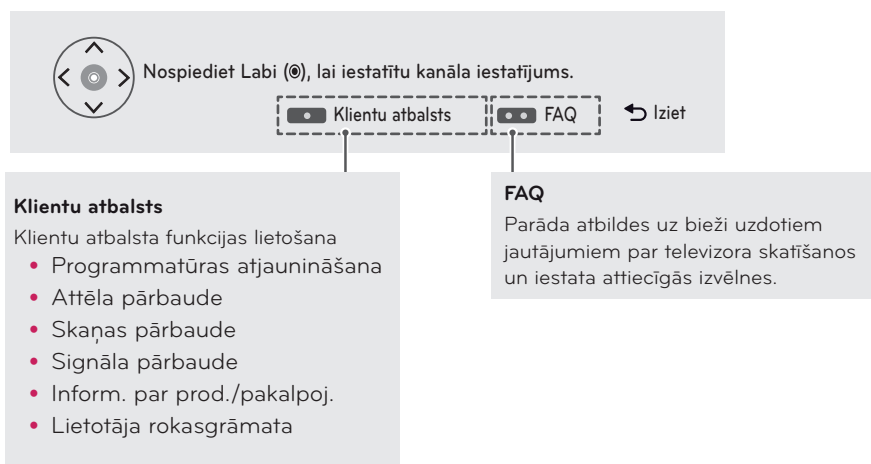 Nospiediet Labi (◉), lai iestatītu kanāla iestatījums.
Klientu atbalsts
FAQ
Iziet
Klientu atbalsts
Klientu atbalsta funkcijas lietošana
• Programmatūras atjaunināšana
• Attēla pārbaude
• Skaņas pārbaude
• Signāla pārbaude
• Inform. par prod./pakalpoj.
• Lietotāja rokasgrāmata
FAQ
Parāda atbildes uz bieži uzdotiem
jautājumiem par televizora skatīšanos
un iestata attiecīgās izvēlnes.